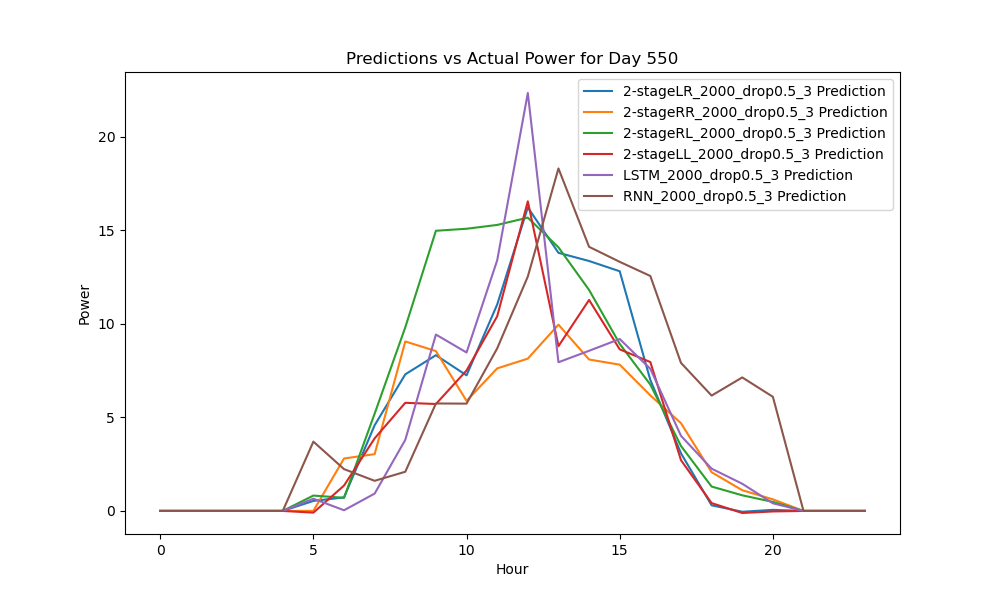 Predictions vs Actual Power for Day 550
2-stageLR_2000_drop0.5_3 Prediction
2-stageRR_2000_drop0.5_3 Prediction
2-stageRL_2000_drop0.5_3 Prediction
2-stageLL_2000_drop0.5_3 Prediction
LSTM_2000_drop0.5_3 Prediction
RNN_2000_drop0.5_3 Prediction
Power
20
15
10
5
0
0 5 10 15 20
Hour